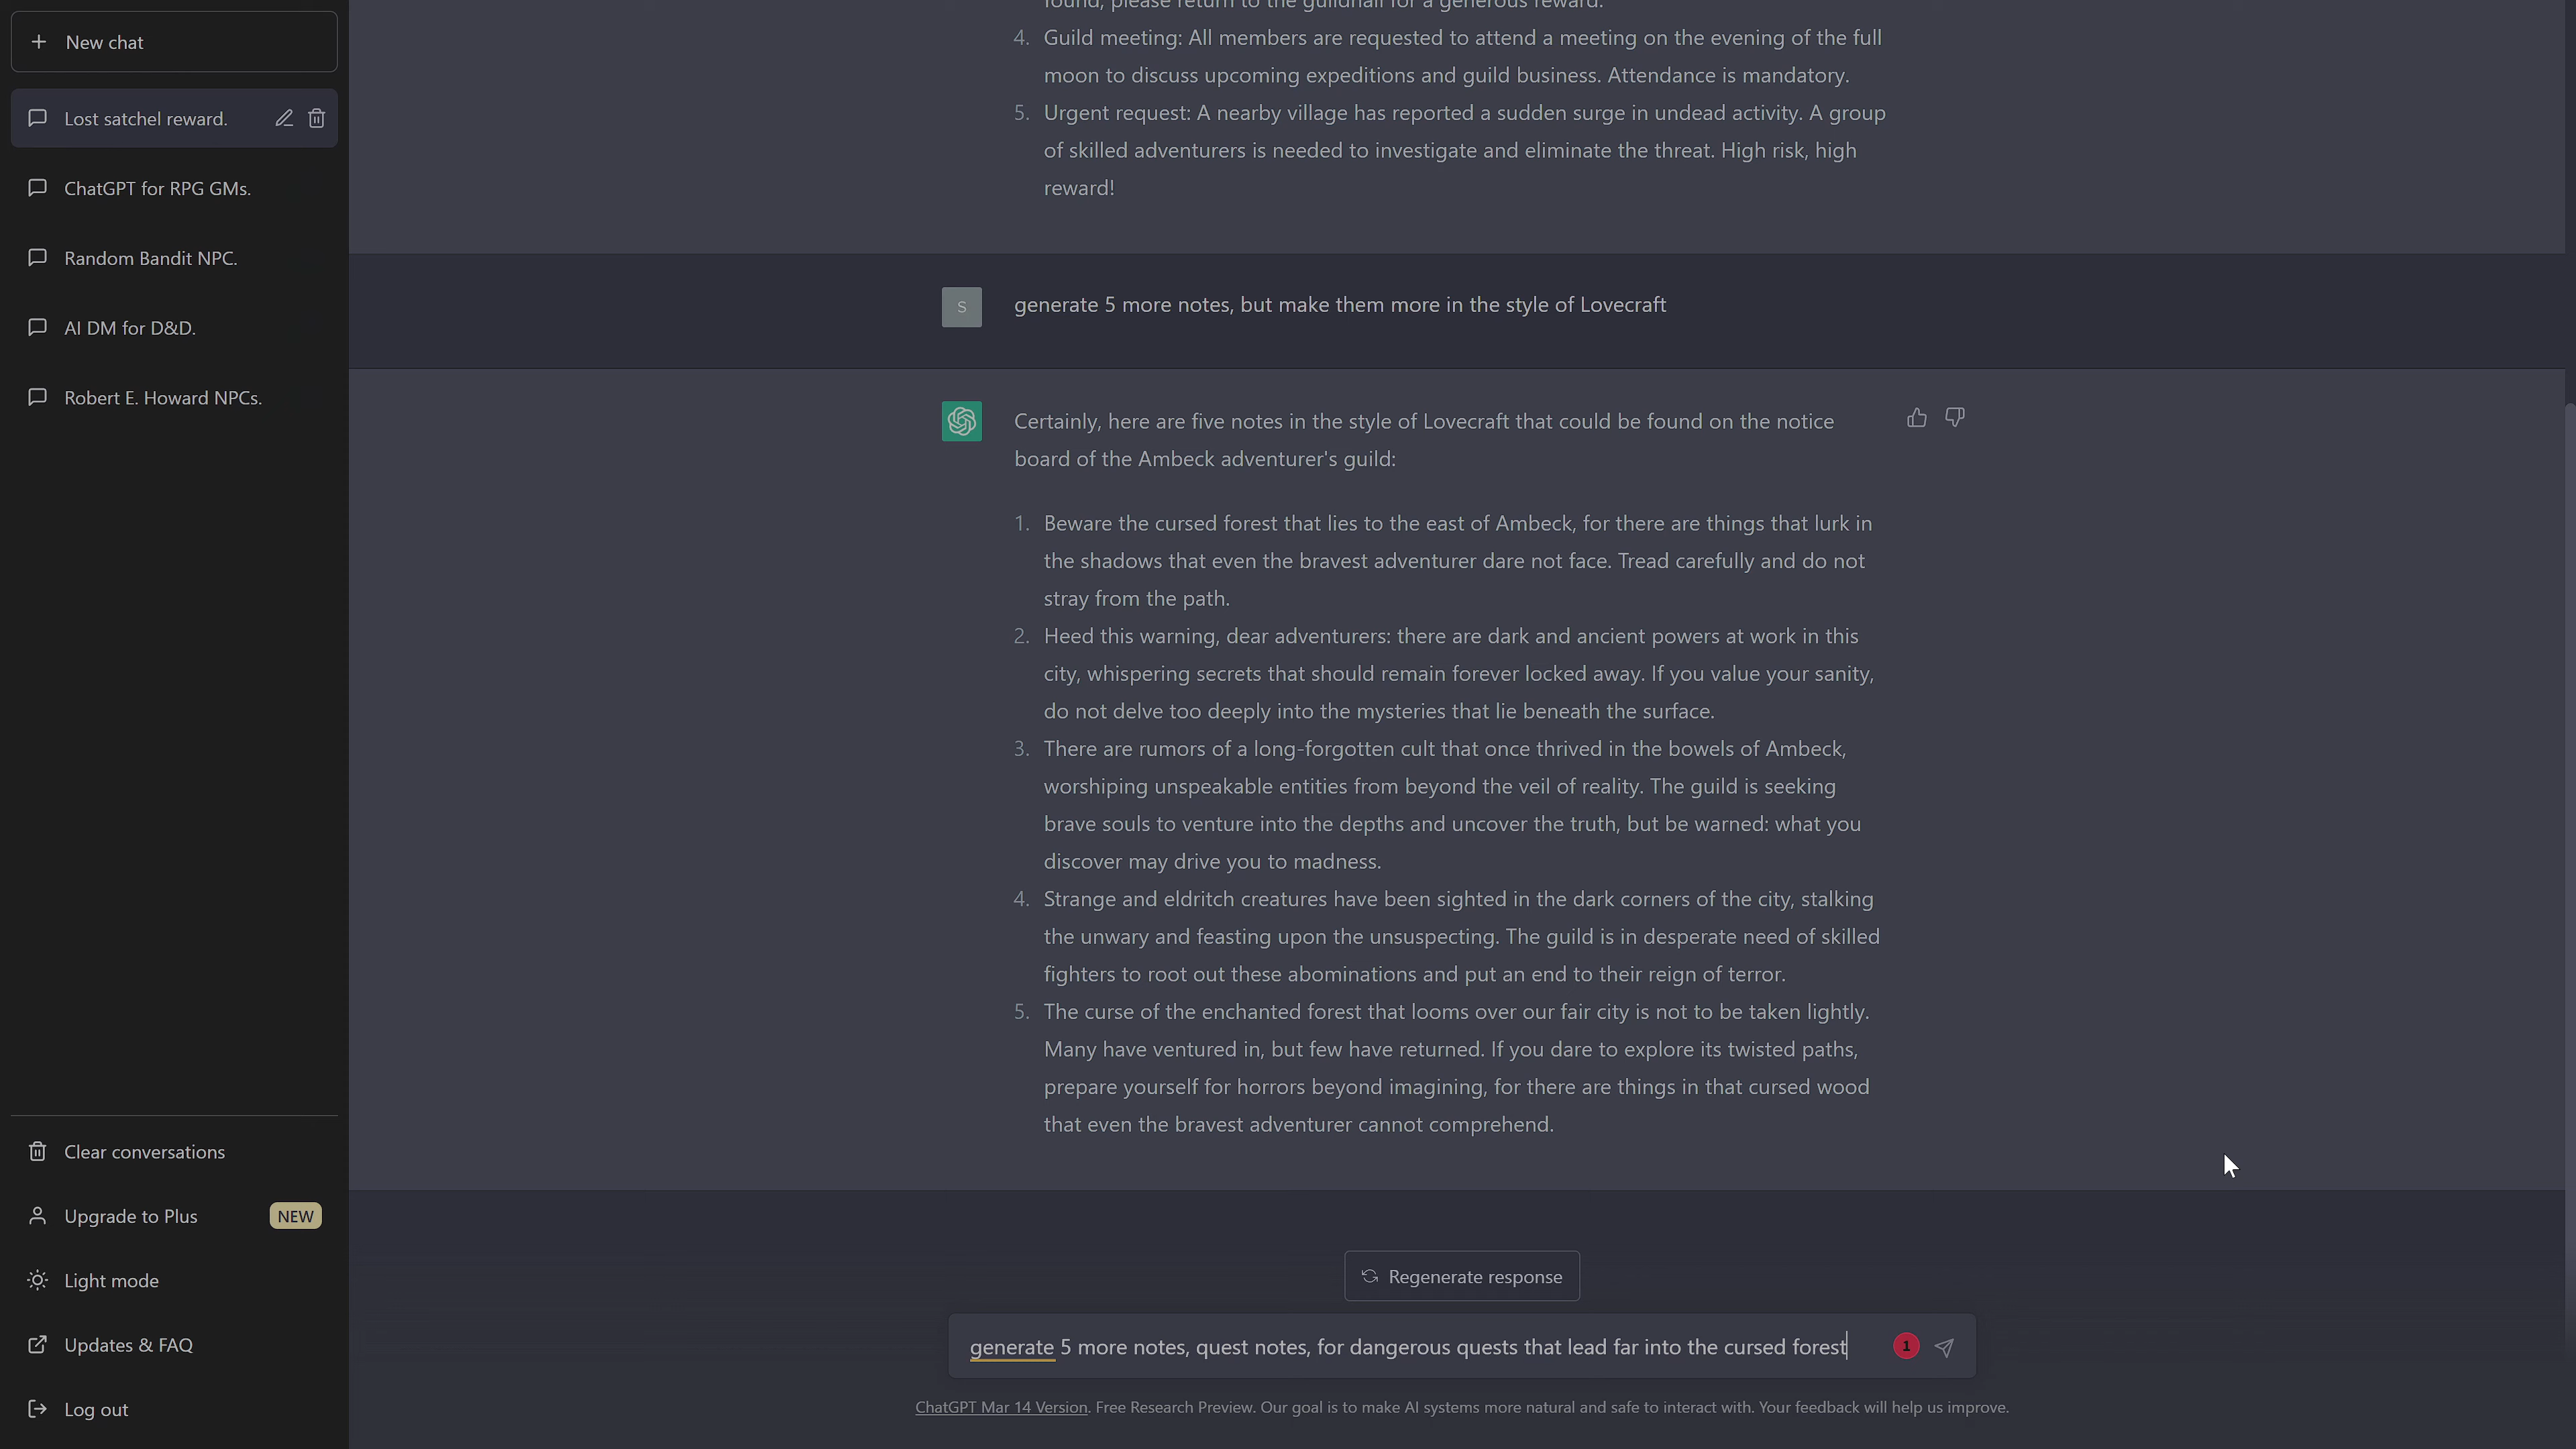 New chat
Lost satchel reward.
ChatGPT for RPG GMs.
Random Bandit NPC.
AI DM for D&D.
Robert E. Howard NPCs.
Clear conversations
Upgrade to Plus
NEW
Light mode
Updates & FAQ
Log out
found, please return to the guildhall for a generous reward.
4. Guild meeting: All members are requested to attend a meeting on the evening of the full
moon to discuss upcoming expeditions and guild business. Attendance is mandatory.
5. Urgent request: A nearby village has reported a sudden surge in undead activity. A group
of skilled adventurers is needed to investigate and eliminate the threat. High risk, high
reward!
S
generate 5 more notes, but make them more in the style of Lovecraft
Certainly, here are five notes in the style of Lovecraft that could be found on the notice
board of the Ambeck adventurer's guild:
1. Beware the cursed forest that lies to the east of Ambeck, for there are things that lurk in
the shadows that even the bravest adventurer dare not face. Tread carefully and do not
stray from the path.
2. Heed this warning, dear adventurers: there are dark and ancient powers at work in this
city, whispering secrets that should remain forever locked away. If you value your sanity,
do not delve too deeply into the mysteries that lie beneath the surface.
3. There are rumors of a long-forgotten cult that once thrived in the bowels of Ambeck,
worshiping unspeakable entities from beyond the veil of reality. The guild is seeking
brave souls to venture into the depths and uncover the truth, but be warned: what you
discover may drive you to madness.
4. Strange and eldritch creatures have been sighted in the dark corners of the city, stalking
the unwary and feasting upon the unsuspecting. The guild is in desperate need of skilled
fighters to root out these abominations and put an end to their reign of terror.
5. The curse of the enchanted forest that looms over our fair city is not to be taken lightly.
Many have ventured in, but few have returned. If you dare to explore its twisted paths,
prepare yourself for horrors beyond imagining, for there are things in that cursed wood
that even the bravest adventurer cannot comprehend.
Regenerate response
generate 5 more notes, quest notes, for dangerous quests that lead far into the cursed forest
1
ChatGPT Mar 14 Version. Free Research Preview. Our goal is to make AI systems more natural and safe to interact with. Your feedback will help us improve.